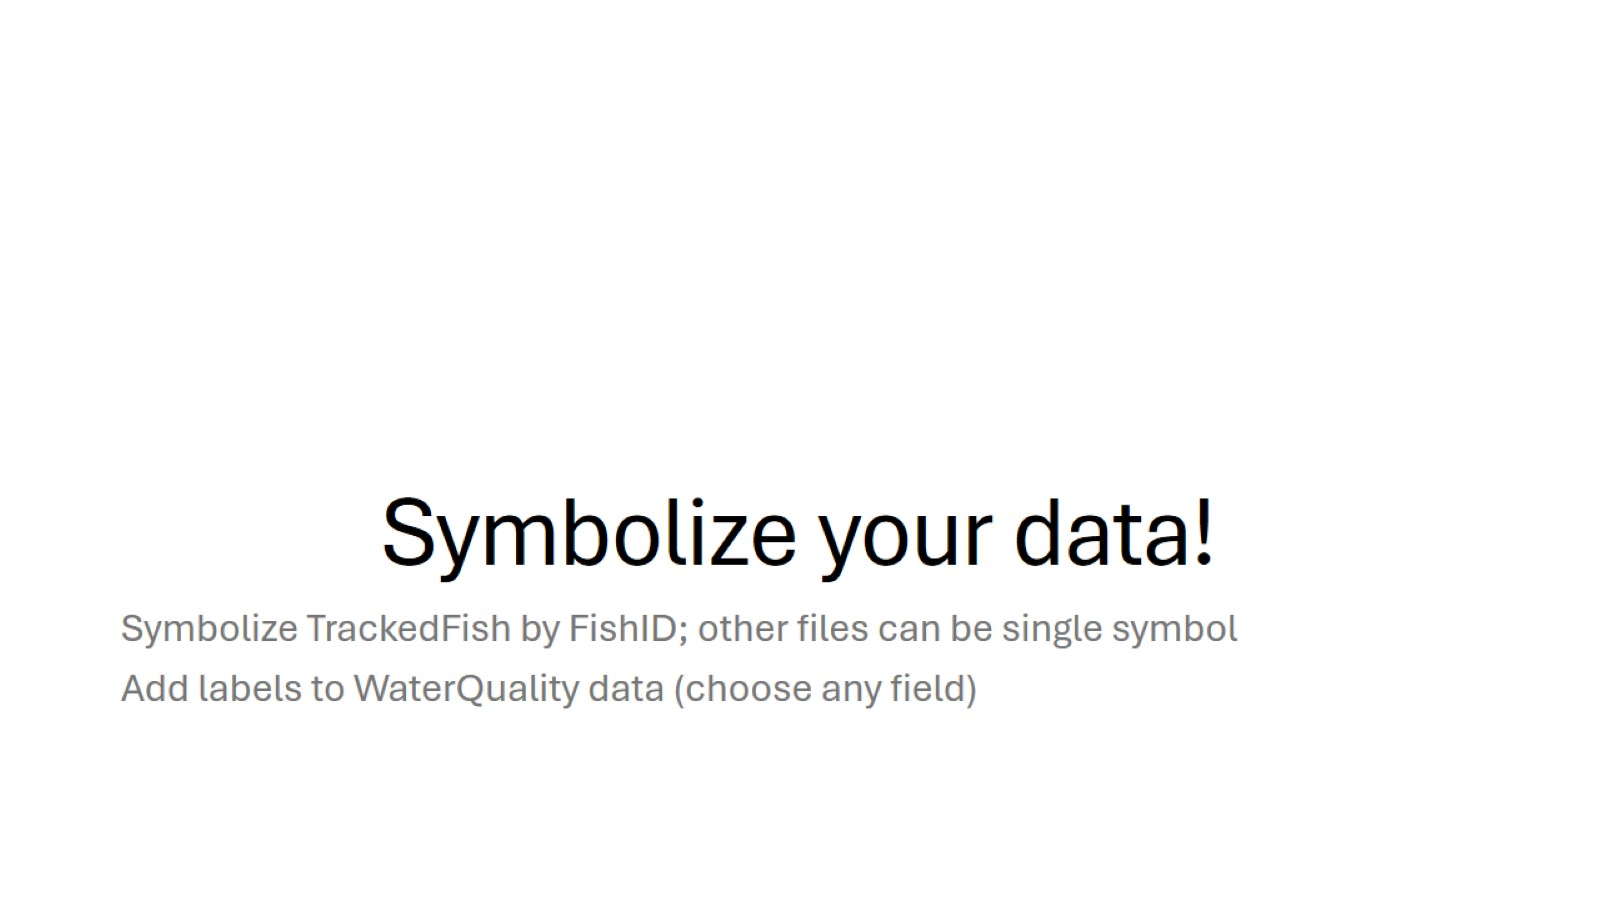 Symbolize your data!
Symbolize TrackedFish by FishID; other files can be single symbol
Add labels to WaterQuality data (choose any field)